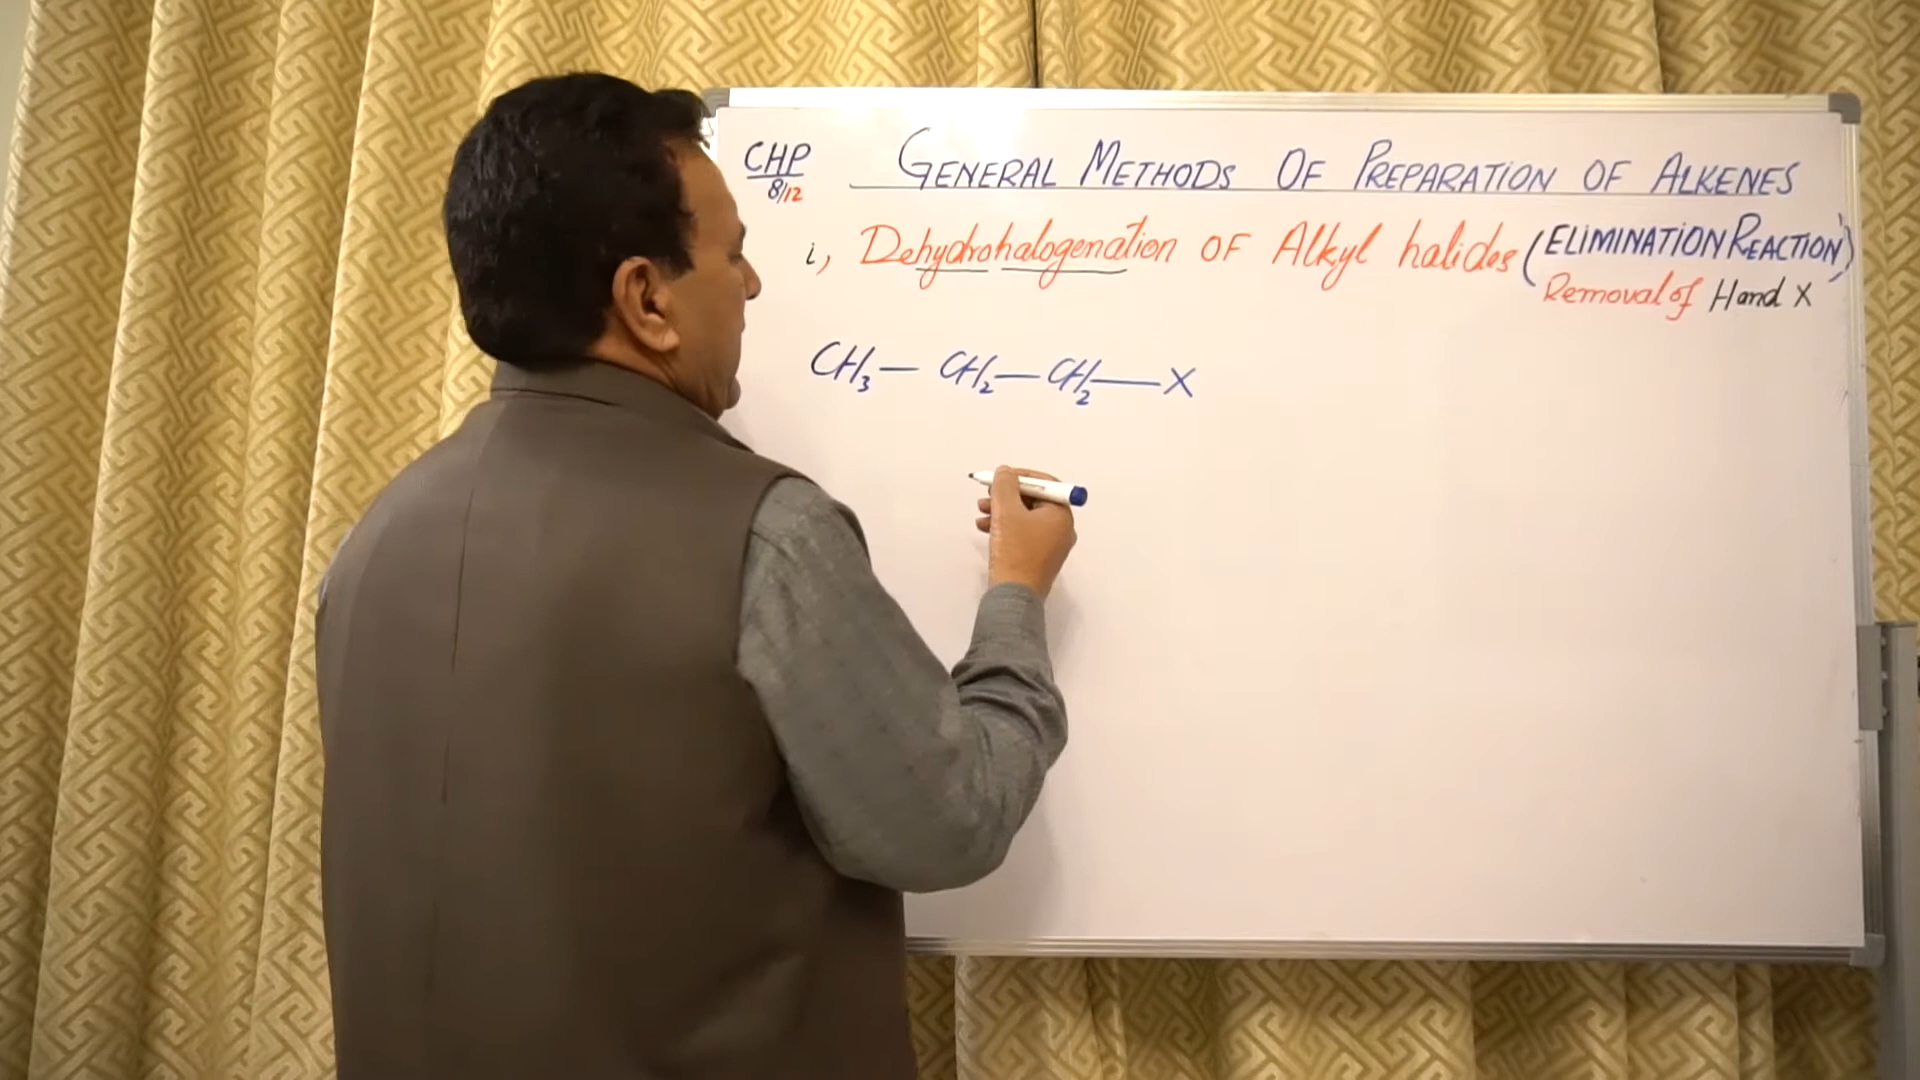 CHP GENERAL METHODS OF PREPARATION OF ALKENES
8/12
i, Dehydrohalogenation OF Alkyl halides (ELIMINATION REACTION)
Removal of H and X
CH3 — CH2 — CH2 — X